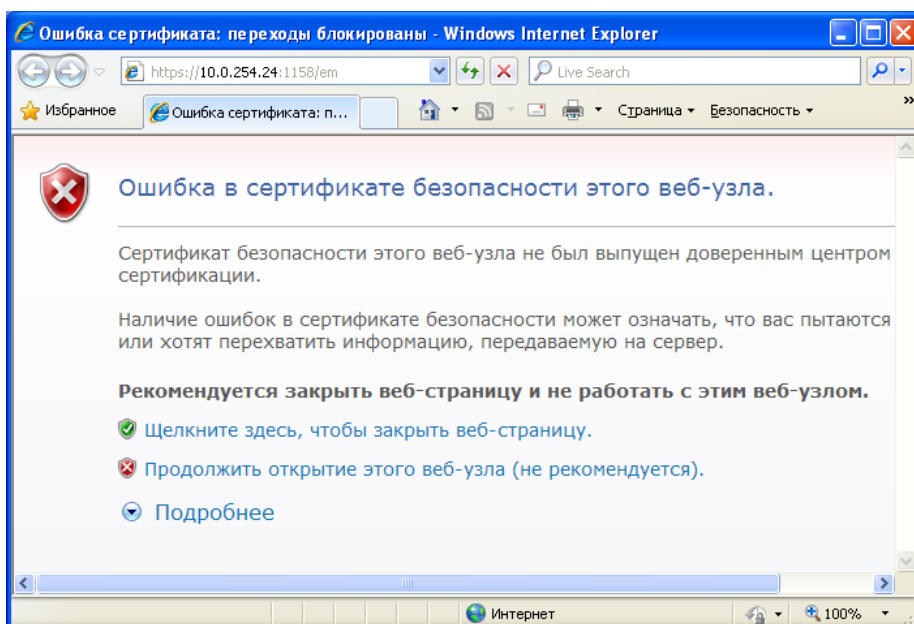 Ошибка сертификата: переходы блокированы - Windows Internet Explorer
https://10.0.254.24:1158/em
Live Search
Избранное
Ошибка сертификата: п...
Страница
Безопасность
»
Ошибка в сертификате безопасности этого веб-узла.
Сертификат безопасности этого веб-узла не был выпущен доверенным центром
сертификации.
Наличие ошибок в сертификате безопасности может означать, что вас пытаются
или хотят перехватить информацию, передаваемую на сервер.
Рекомендуется закрыть веб-страницу и не работать с этим веб-узлом.
Щелкните здесь, чтобы закрыть веб-страницу.
Продолжить открытие этого веб-узла (не рекомендуется).
Подробнее
Интернет
100%